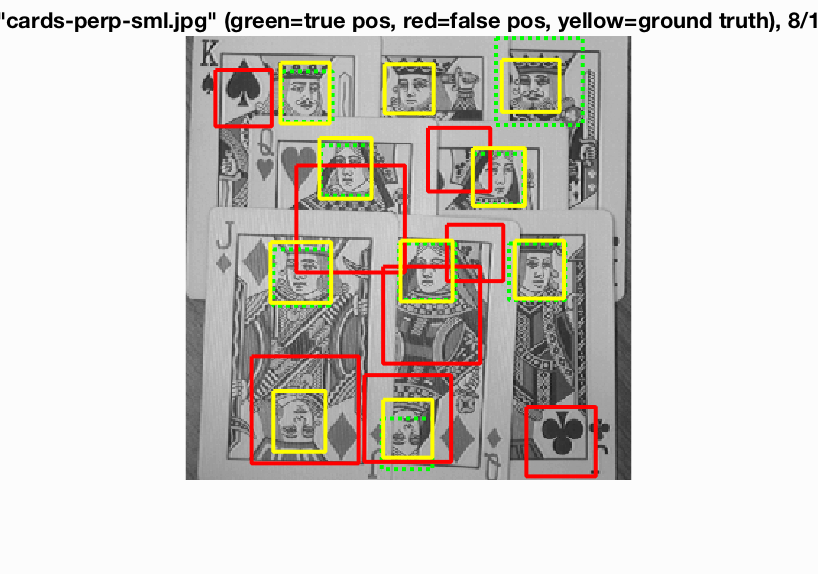 "cards-perp-sml.jpg" (green=true pos, red=false pos, yellow=ground truth), 8/1
K
Q
J
Q